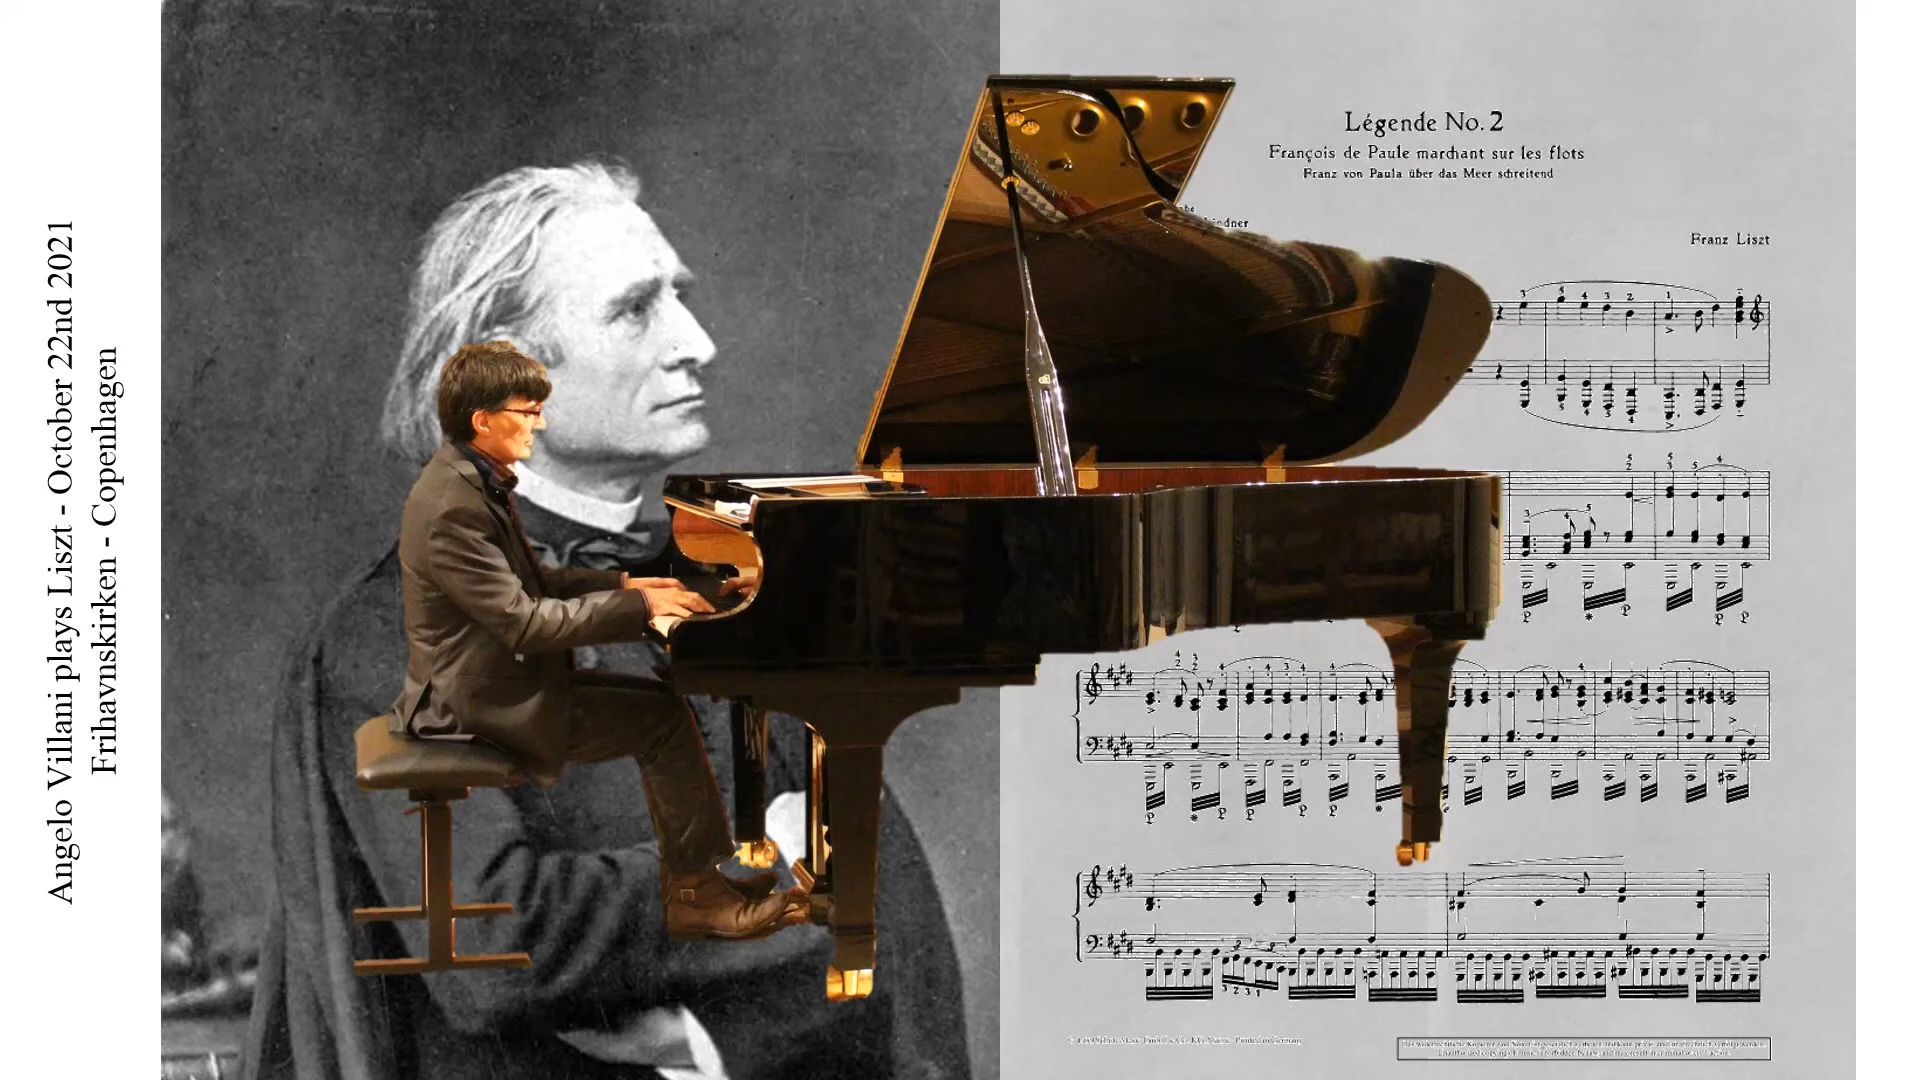 Angelo Villani plays Liszt - October 22nd 2021
Frihavnskirken - Copenhagen
Légende No. 2
François de Paule marchant sur les flots
Franz von Paula über das Meer schreitend
Franz Liszt